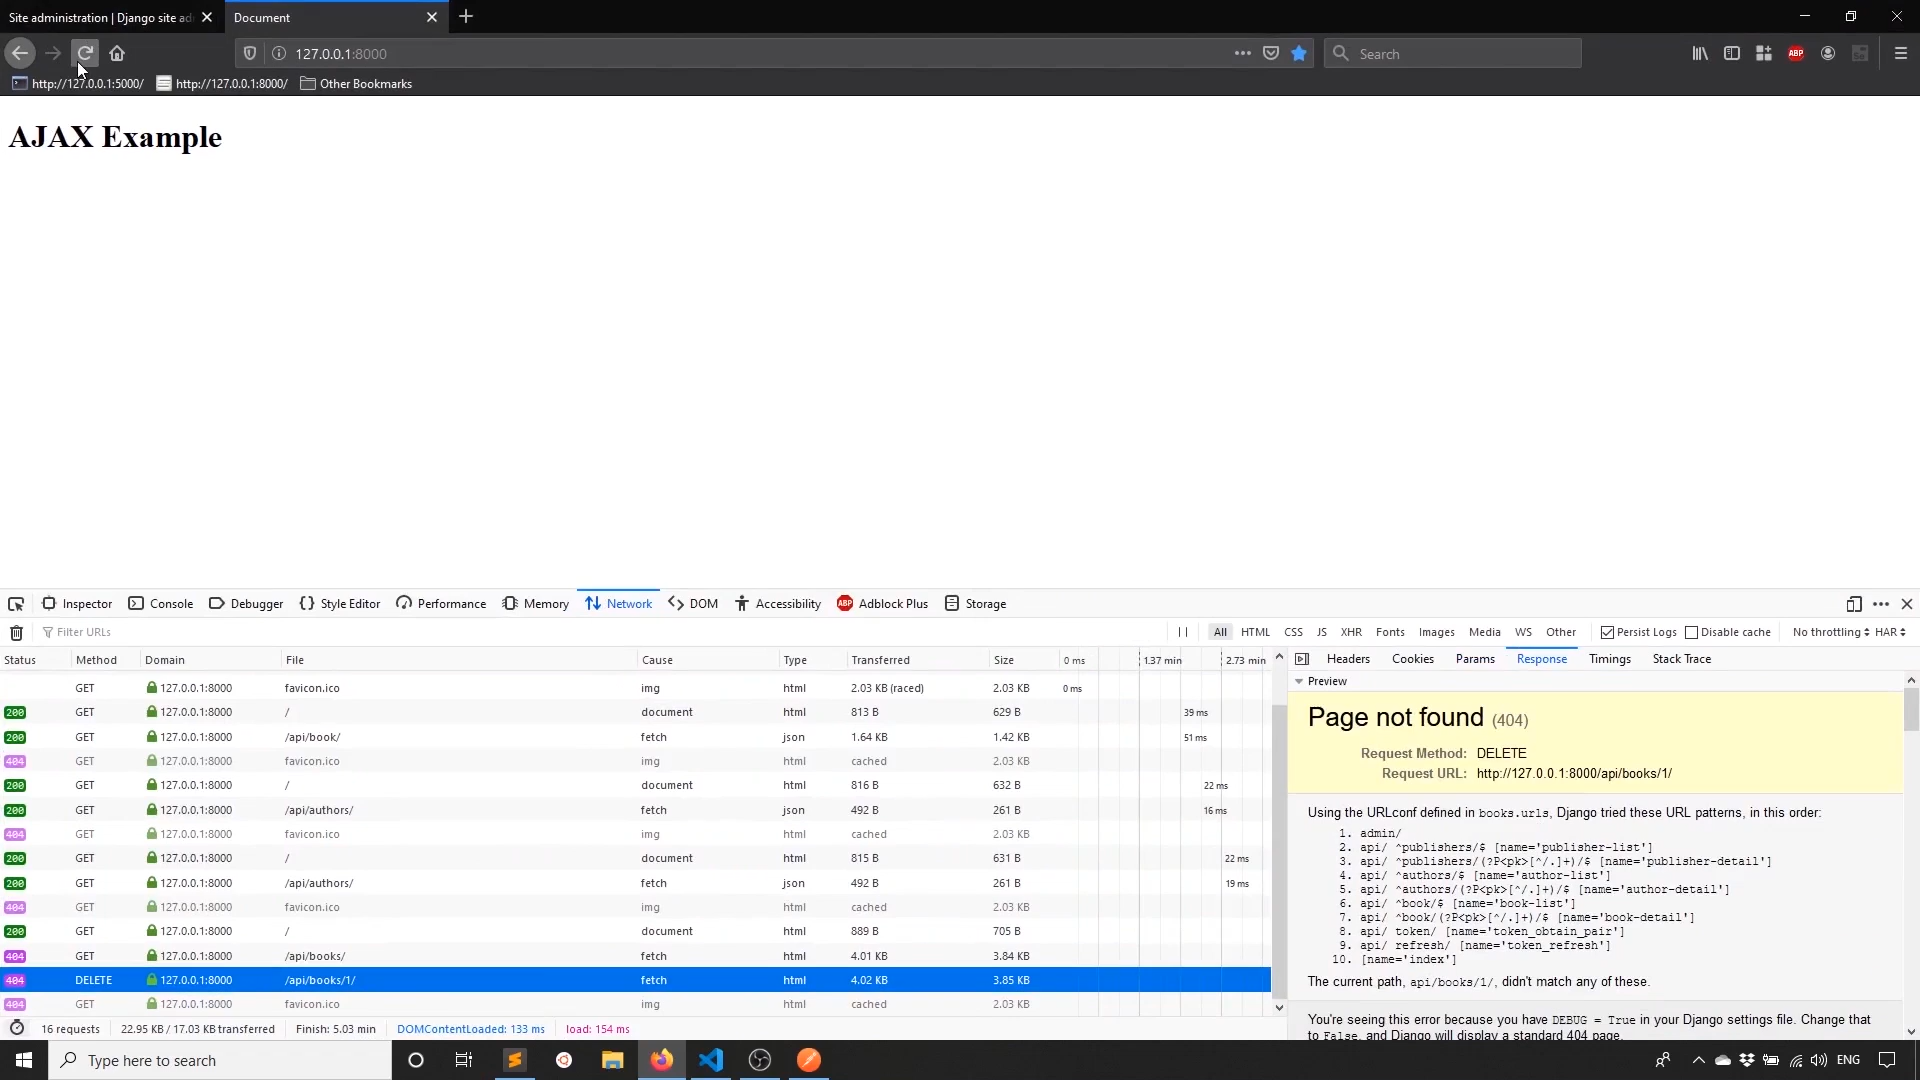 Site administration | Django site ad
Document
127.0.0.1:8000
Search
ABP
http://127.0.0.1:5000/
http://127.0.0.1:8000/
Other Bookmarks
AJAX Example
Inspector Console Debugger Style Editor Performance Memory Network DOM Accessibility ABP Adblock Plus Storage
Filter URLs
All HTML CSS JS XHR Fonts Images Media WS Other Persist Logs Disable cache No throttling HAR
Status Method Domain File Cause Type Transferred Size 0 ms 1.37 min 2.73 min
GET 127.0.0.1:8000 favicon.ico img html 2.03 KB (raced) 2.03 KB 0 ms
200 GET 127.0.0.1:8000 / document html 813 B 629 B 39 ms
200 GET 127.0.0.1:8000 /api/book/ fetch json 1.64 KB 1.42 KB 51 ms
404 GET 127.0.0.1:8000 favicon.ico img html cached 2.03 KB
200 GET 127.0.0.1:8000 / document html 816 B 632 B 22 ms
200 GET 127.0.0.1:8000 /api/authors/ fetch json 492 B 261 B 16 ms
404 GET 127.0.0.1:8000 favicon.ico img html cached 2.03 KB
200 GET 127.0.0.1:8000 / document html 815 B 631 B 22 ms
200 GET 127.0.0.1:8000 /api/authors/ fetch json 492 B 261 B 19 ms
404 GET 127.0.0.1:8000 favicon.ico img html cached 2.03 KB
200 GET 127.0.0.1:8000 / document html 889 B 705 B
404 GET 127.0.0.1:8000 /api/books/ fetch html 4.01 KB 3.84 KB
404 DELETE 127.0.0.1:8000 /api/books/1/ fetch html 4.02 KB 3.85 KB
404 GET 127.0.0.1:8000 favicon.ico img html cached 2.03 KB
16 requests 22.95 KB / 17.03 KB transferred Finish: 5.03 min DOMContentLoaded: 133 ms load: 154 ms
Headers Cookies Params Response Timings Stack Trace
Preview
Page not found (404)
Request Method: DELETE
Request URL: http://127.0.0.1:8000/api/books/1/
Using the URLconf defined in books.urls, Django tried these URL patterns, in this order:
1. admin/
2. api/ ^publishers/$ [name='publisher-list']
3. api/ ^publishers/(?P<pk>[^/.]+)/$ [name='publisher-detail']
4. api/ ^authors/$ [name='author-list']
5. api/ ^authors/(?P<pk>[^/.]+)/$ [name='author-detail']
6. api/ ^book/$ [name='book-list']
7. api/ ^book/(?P<pk>[^/.]+)/$ [name='book-detail']
8. api/ token/ [name='token_obtain_pair']
9. api/ refresh/ [name='token_refresh']
10. [name='index']
The current path, api/books/1/, didn't match any of these.
You're seeing this error because you have DEBUG = True in your Django settings file. Change that
to False, and Django will display a standard 404 page.
Type here to search
ENG